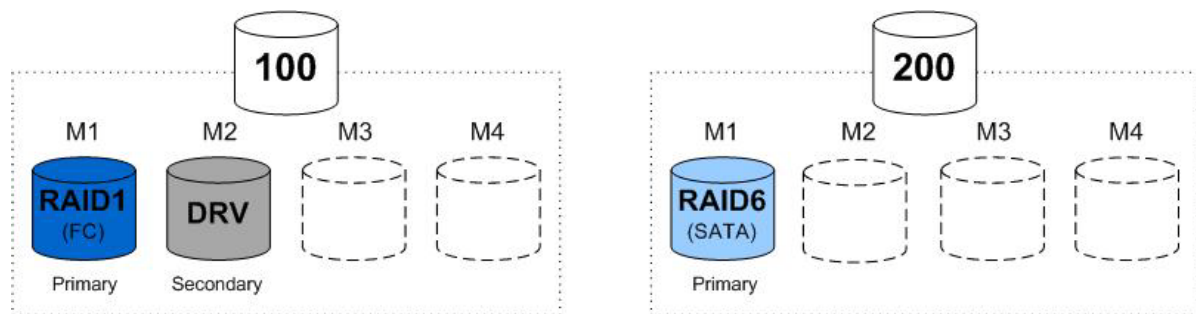 100
M1 M2 M3 M4
RAID1
(FC)
DRV
Primary Secondary
200
M1 M2 M3 M4
RAID6
(SATA)
Primary